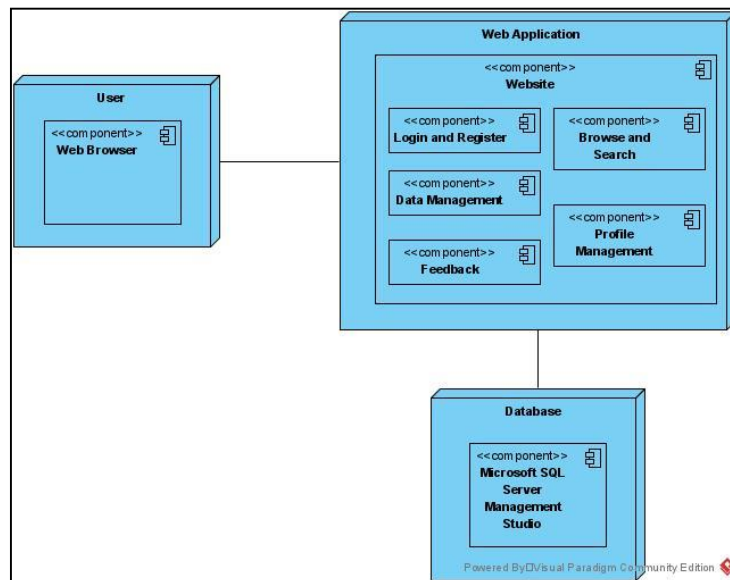 Web Application
<<component>>
Website
User
<<component>>
Web Browser
<<component>>
Login and Register
<<component>>
Browse and
Search
<<component>>
Data Management
<<component>>
Profile
Management
<<component>>
Feedback
Database
<<component>>
Microsoft SQL
Server
Management
Studio
Powered By□Visual Paradigm Community Edition